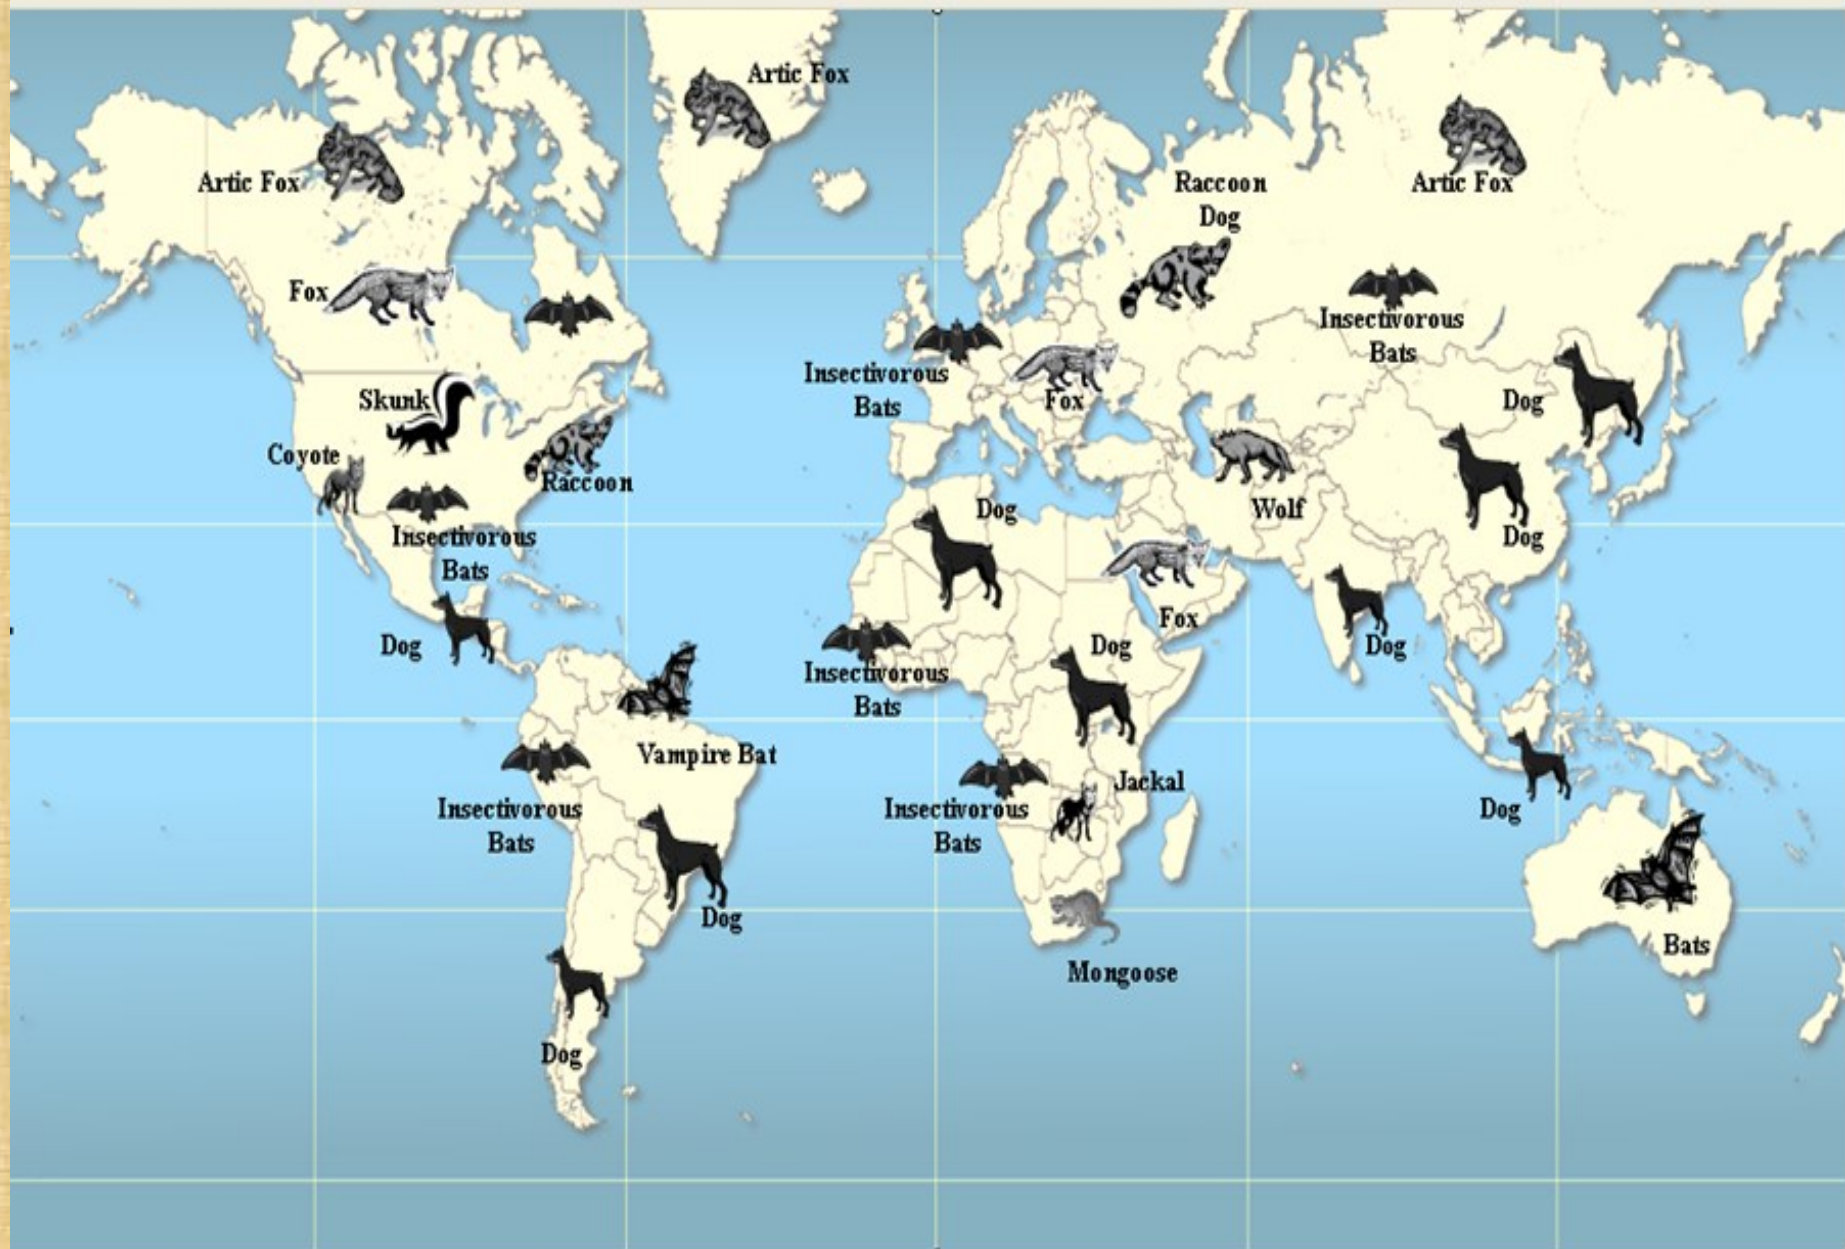 Artic Fox
Artic Fox
Raccoon
Dog
Artic Fox
Fox
Insectivorous
Bats
Insectivorous
Bats
Fox
Skunk
Dog
Coyote
Raccoon
Wolf
Dog
Dog
Insectivorous
Bats
Fox
Dog
Dog
Dog
Insectivorous
Bats
Vampire Bat
Jackal
Insectivorous
Bats
Insectivorous
Bats
Dog
Dog
Bats
Mongoose
Dog